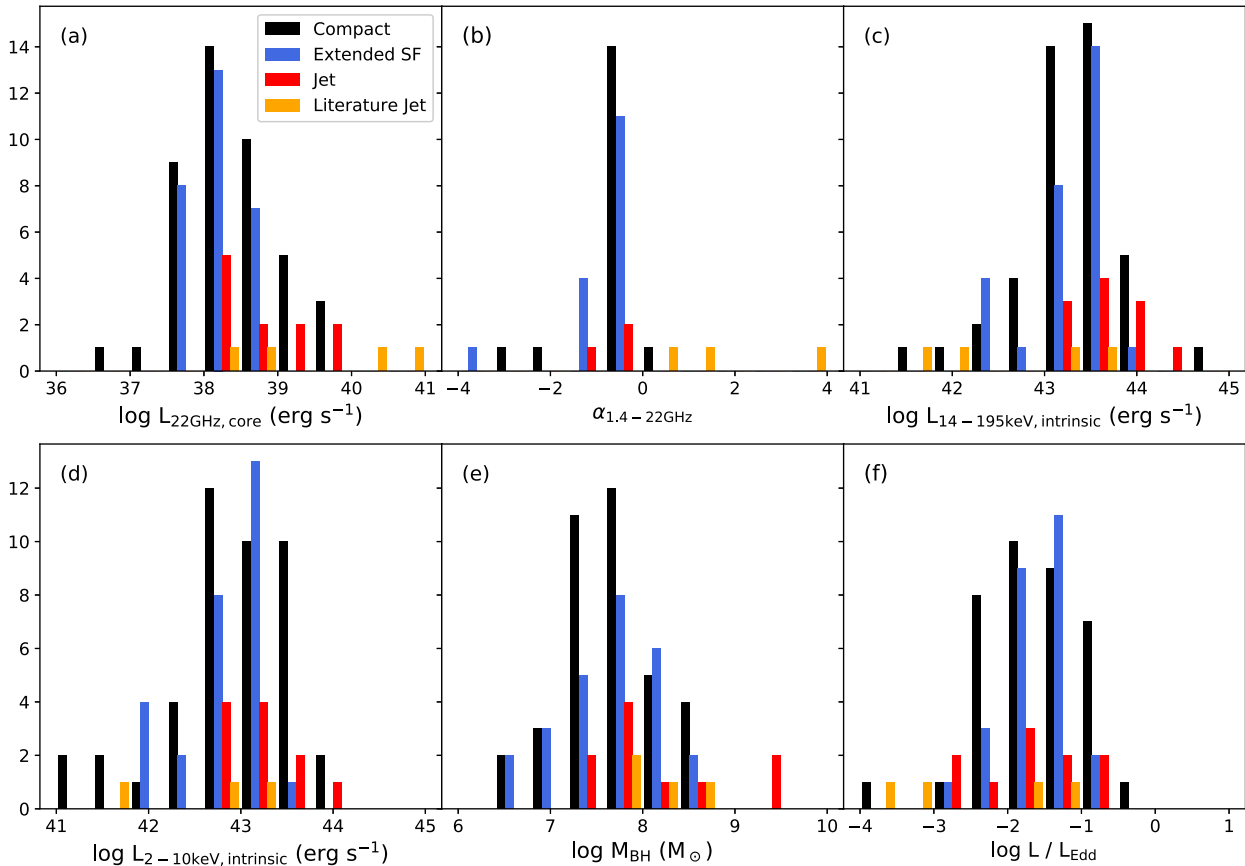 (a)
Compact
Extended SF
Jet
Literature Jet
(b)
(c)
14
12
10
8
6
4
2
0
36 37 38 39 40 41
log L22GHz, core (erg s−1)
−4 −2 0 2 4
α1.4−22GHz
41 42 43 44 45
log L14−195keV, intrinsic (erg s−1)
(d)
(e)
(f)
12
10
8
6
4
2
0
41 42 43 44 45
log L2−10keV, intrinsic (erg s−1)
6 7 8 9 10
log MBH (M⊙)
−4 −3 −2 −1 0 1
log L / LEdd